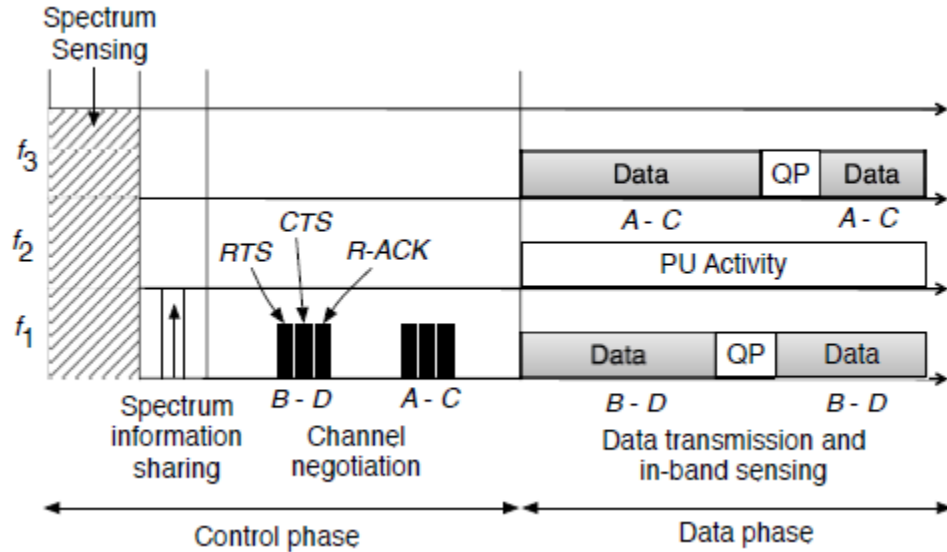 Spectrum
Sensing
f3
Data QP Data
A - C A - C
CTS
f2
RTS R-ACK
PU Activity
f1
Data QP Data
B - D A - C
B - D B - D
Spectrum
information
sharing
Channel
negotiation
Data transmission and
in-band sensing
Control phase
Data phase